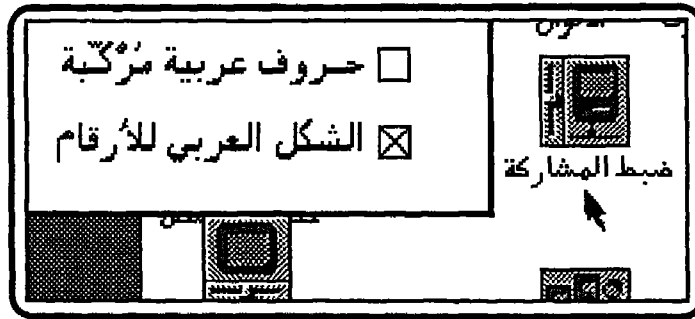 حروف عربية مُركّبة
الشكل العربي للأرقام
ضبط المشاركة